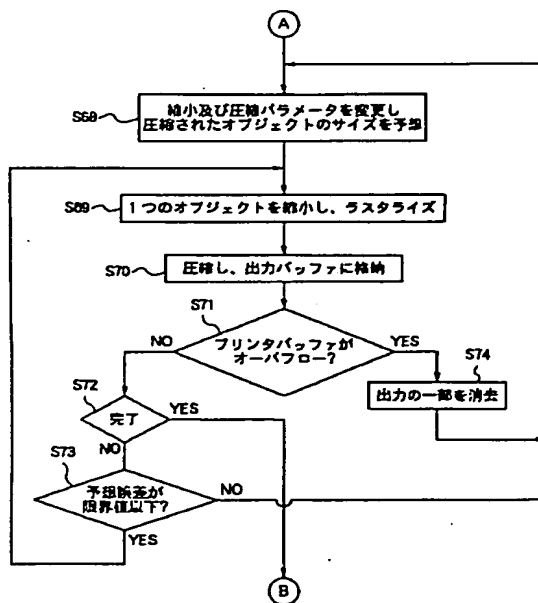 A
S68
縮小及び圧縮パラメータを変更し
圧縮されたオブジェクトのサイズを予想
S69
1つのオブジェクトを縮小し、ラスタライズ
S70
圧縮し、出力バッファに格納
S71
NO
プリンタバッファが
オーバフロー?
YES
S74
出力の一部を消去
S72
完了
YES
NO
S73
予想誤差が
限界値以下?
NO
YES
B